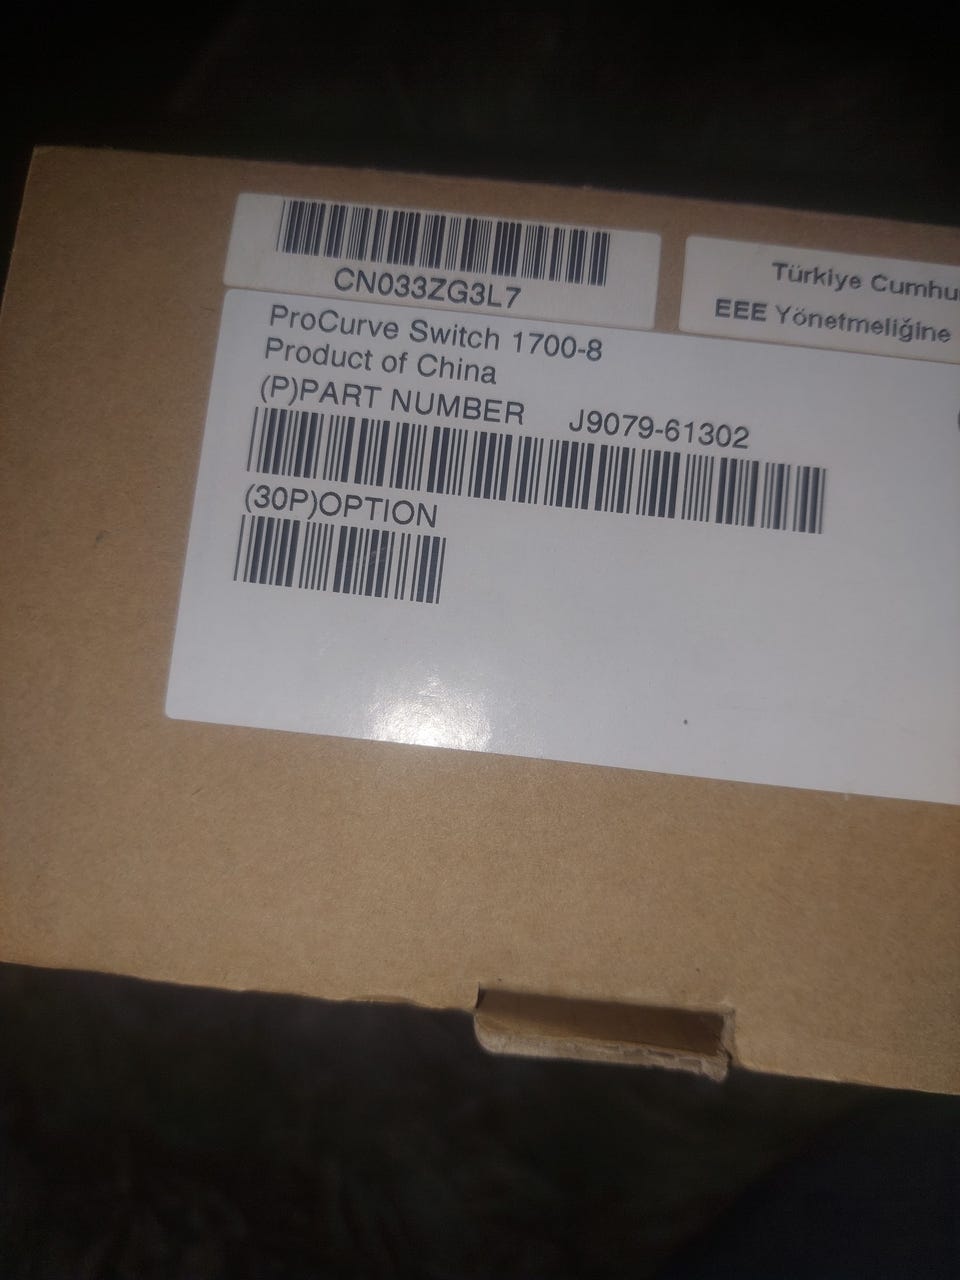 CN033ZG3L7
Türkiye Cumhu
EEE Yönetmeliğine
ProCurve Switch 1700-8
Product of China
(P)PART NUMBER J9079-61302
(30P)OPTION